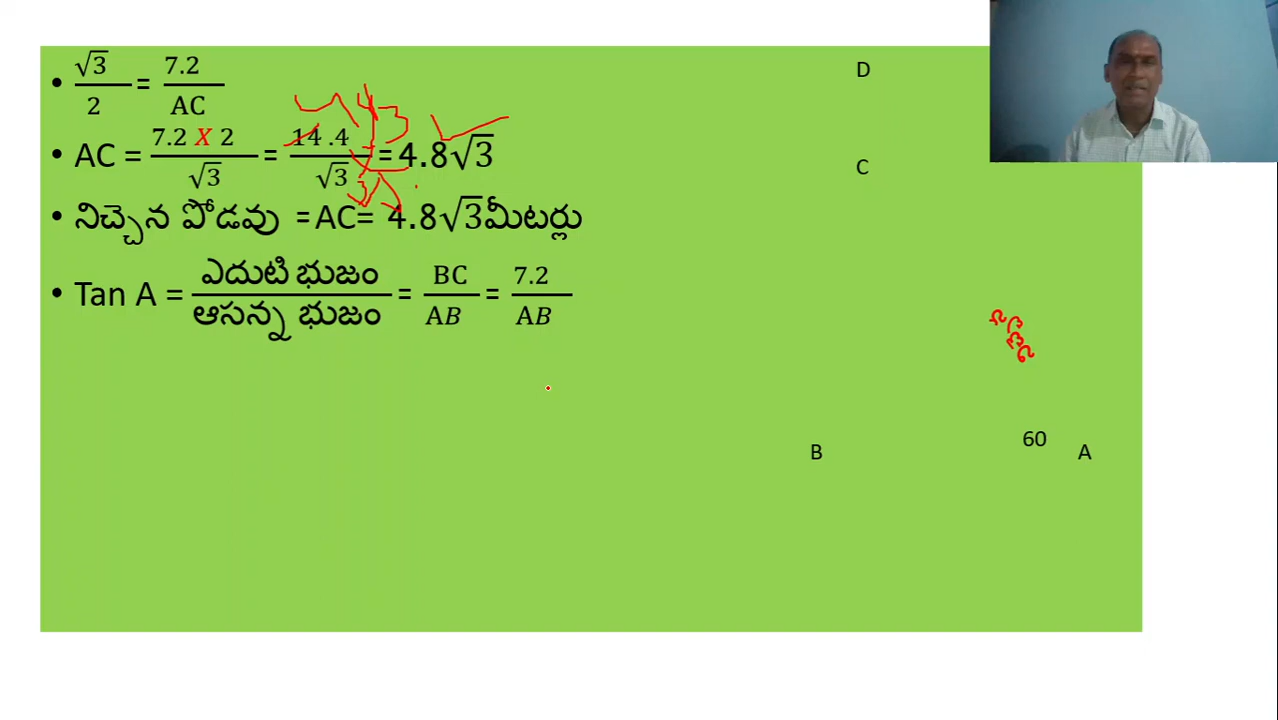 • √3/2 = 7.2/AC
• AC = 7.2 X 2/√3 = 14 .4/√3 = 4.8√3
• నిచ్చెన పోడవు = AC= 4.8√3మీటర్లు
• Tan A = ఎదుటి భుజం/ఆసన్న భుజం = BC/AB = 7.2/AB
D
C
60
B A